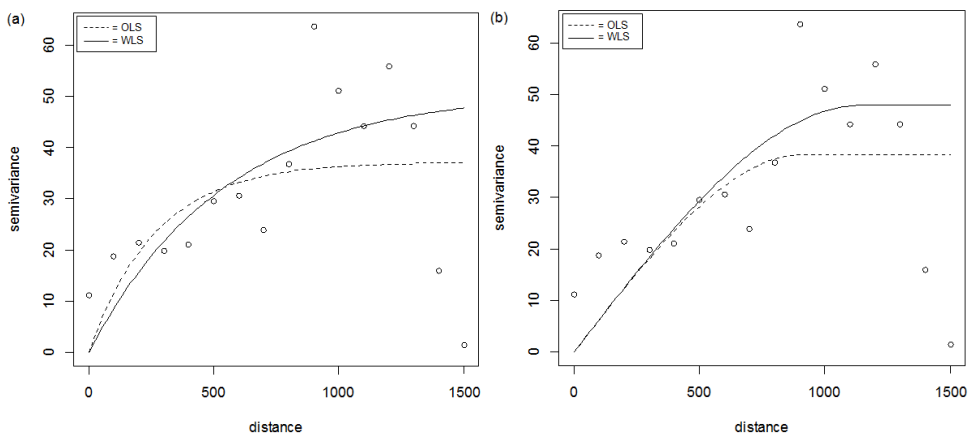 (a)
= OLS
= WLS
semivariance
0 10 20 30 40 50 60
0 500 1000 1500
distance
(b)
= OLS
= WLS
semivariance
0 10 20 30 40 50 60
0 500 1000 1500
distance